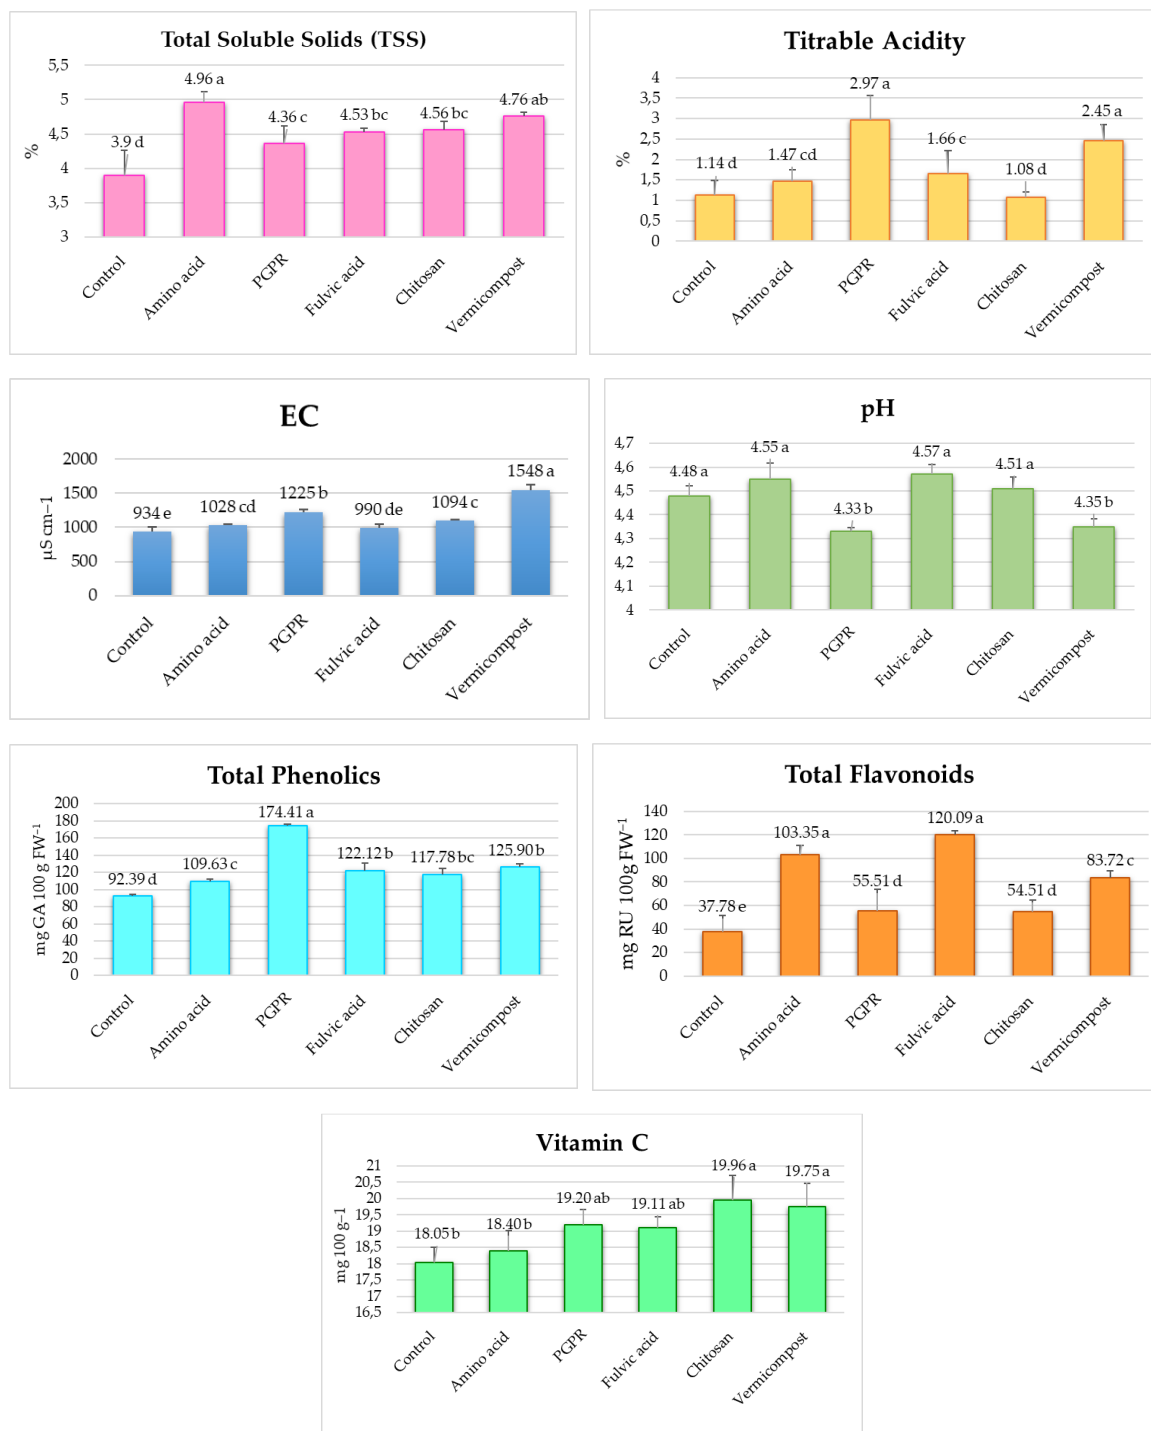 Total Soluble Solids (TSS)
5,5
5
4,5
4
3,5
3
%
3.9 d
4.96 a
4.36 c
4.53 bc
4.56 bc
4.76 ab
Control
Amino acid
PGPR
Fulvic acid
Chitosan
Vermicompost
Titrable Acidity
4
3,5
3
2,5
2
1,5
1
0,5
0
%
1.14 d
1.47 cd
2.97 a
1.66 c
1.08 d
2.45 a
Control
Amino acid
PGPR
Fulvic acid
Chitosan
Vermicompost
EC
2000
1500
1000
500
0
µS cm−1
934 e
1028 cd
1225 b
990 de
1094 c
1548 a
Control
Amino acid
PGPR
Fulvic acid
Chitosan
Vermicompost
pH
4,7
4,6
4,5
4,4
4,3
4,2
4,1
4
4.48 a
4.55 a
4.33 b
4.57 a
4.51 a
4.35 b
Control
Amino acid
PGPR
Fulvic acid
Chitosan
Vermicompost
Total Phenolics
200
180
160
140
120
100
80
60
40
20
0
mg GA 100 g FW⁻¹
92.39 d
109.63 c
174.41 a
122.12 b
117.78 bc
125.90 b
Control
Amino acid
PGPR
Fulvic acid
Chitosan
Vermicompost
Total Flavonoids
140
120
100
80
60
40
20
0
mg RU 100g FW⁻¹
37.78 e
103.35 a
55.51 d
120.09 a
54.51 d
83.72 c
Control
Amino acid
PGPR
Fulvic acid
Chitosan
Vermicompost
Vitamin C
21
20,5
20
19,5
19
18,5
18
17,5
17
16,5
mg 100 g−1
18.05 b
18.40 b
19.20 ab
19.11 ab
19.96 a
19.75 a
Control
Amino acid
PGPR
Fulvic acid
Chitosan
Vermicompost